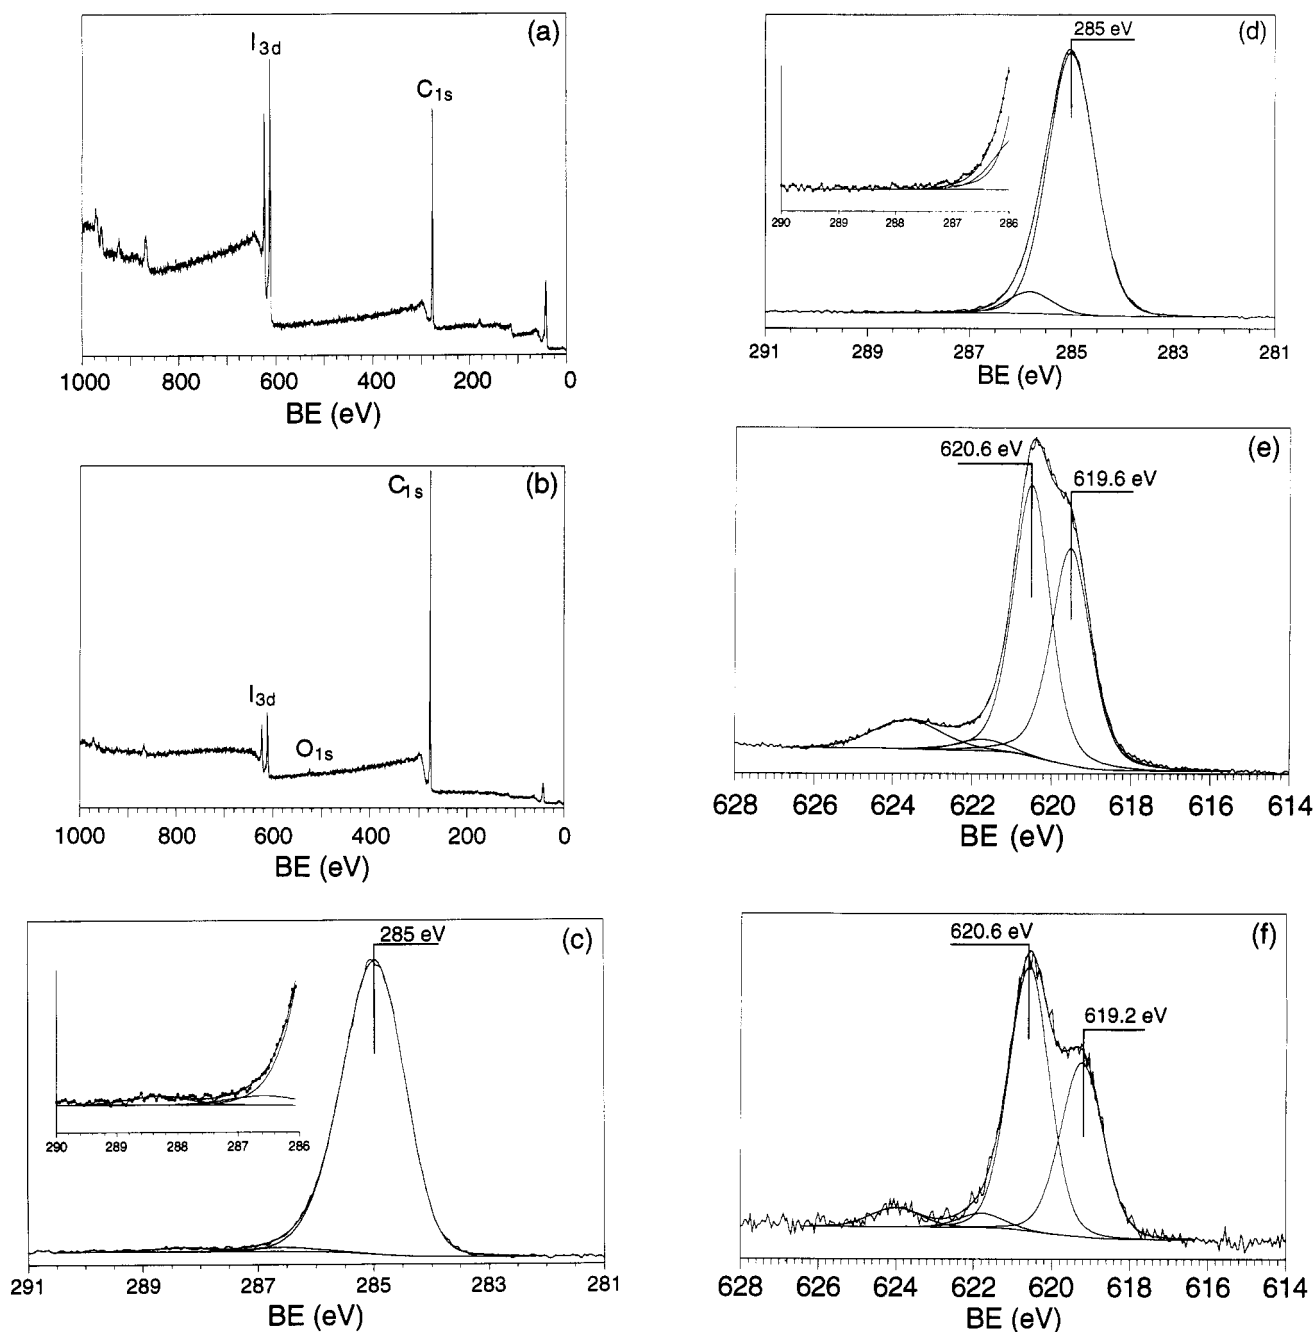 (a)
I3d
C1s
1000 800 600 400 200 0
BE (eV)
(b)
C1s
I3d
O1s
1000 800 600 400 200 0
BE (eV)
(c)
285 eV
290 289 288 287 286
291 289 287 285 283 281
BE (eV)
(d)
285 eV
290 289 288 287 286
291 289 287 285 283 281
BE (eV)
(e)
620.6 eV
619.6 eV
628 626 624 622 620 618 616 614
BE (eV)
(f)
620.6 eV
619.2 eV
628 626 624 622 620 618 616 614
BE (eV)